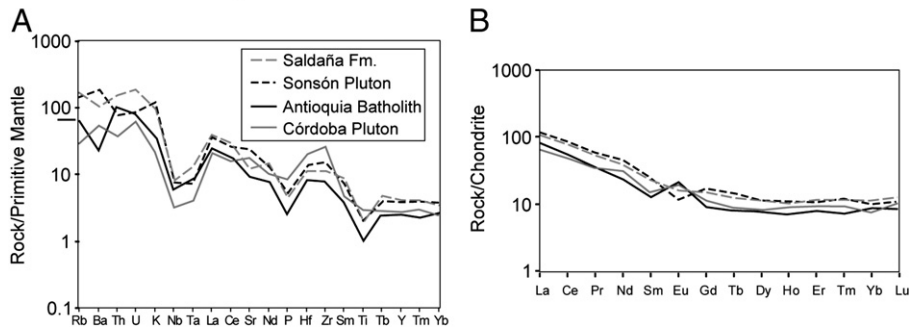 A
Rock/Primitive Mantle
1000
100
10
1
0.1
Saldaña Fm.
Sonsón Pluton
Antioquia Batholith
Córdoba Pluton
Rb Ba Th U K Nb Ta La Ce Sr Nd P Hf Zr Sm Ti Tb Y Tm Yb
B
Rock/Chondrite
1000
100
10
1
La Ce Pr Nd Sm Eu Gd Tb Dy Ho Er Tm Yb Lu